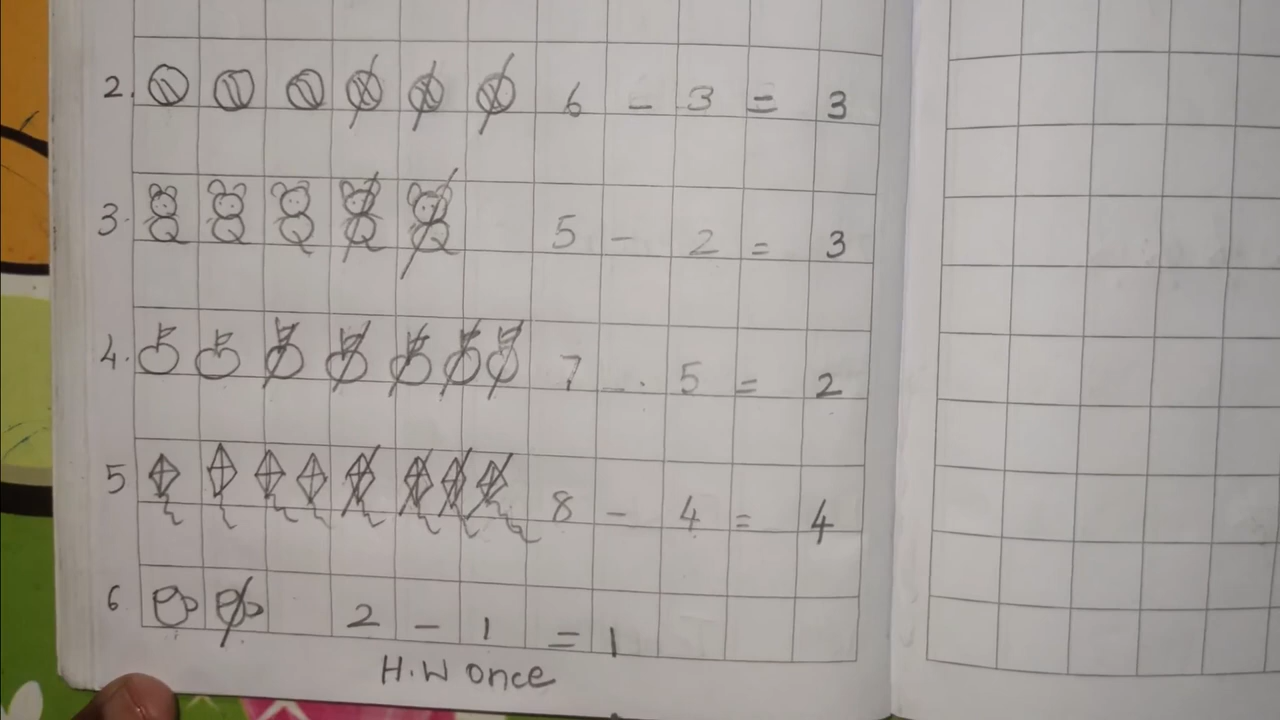 2. 6 - 3 = 3
3. 5 - 2 = 3
4. 7 - . 5 = 2
5 8 - 4 = 4
6 2 - 1 = 1
H.W once